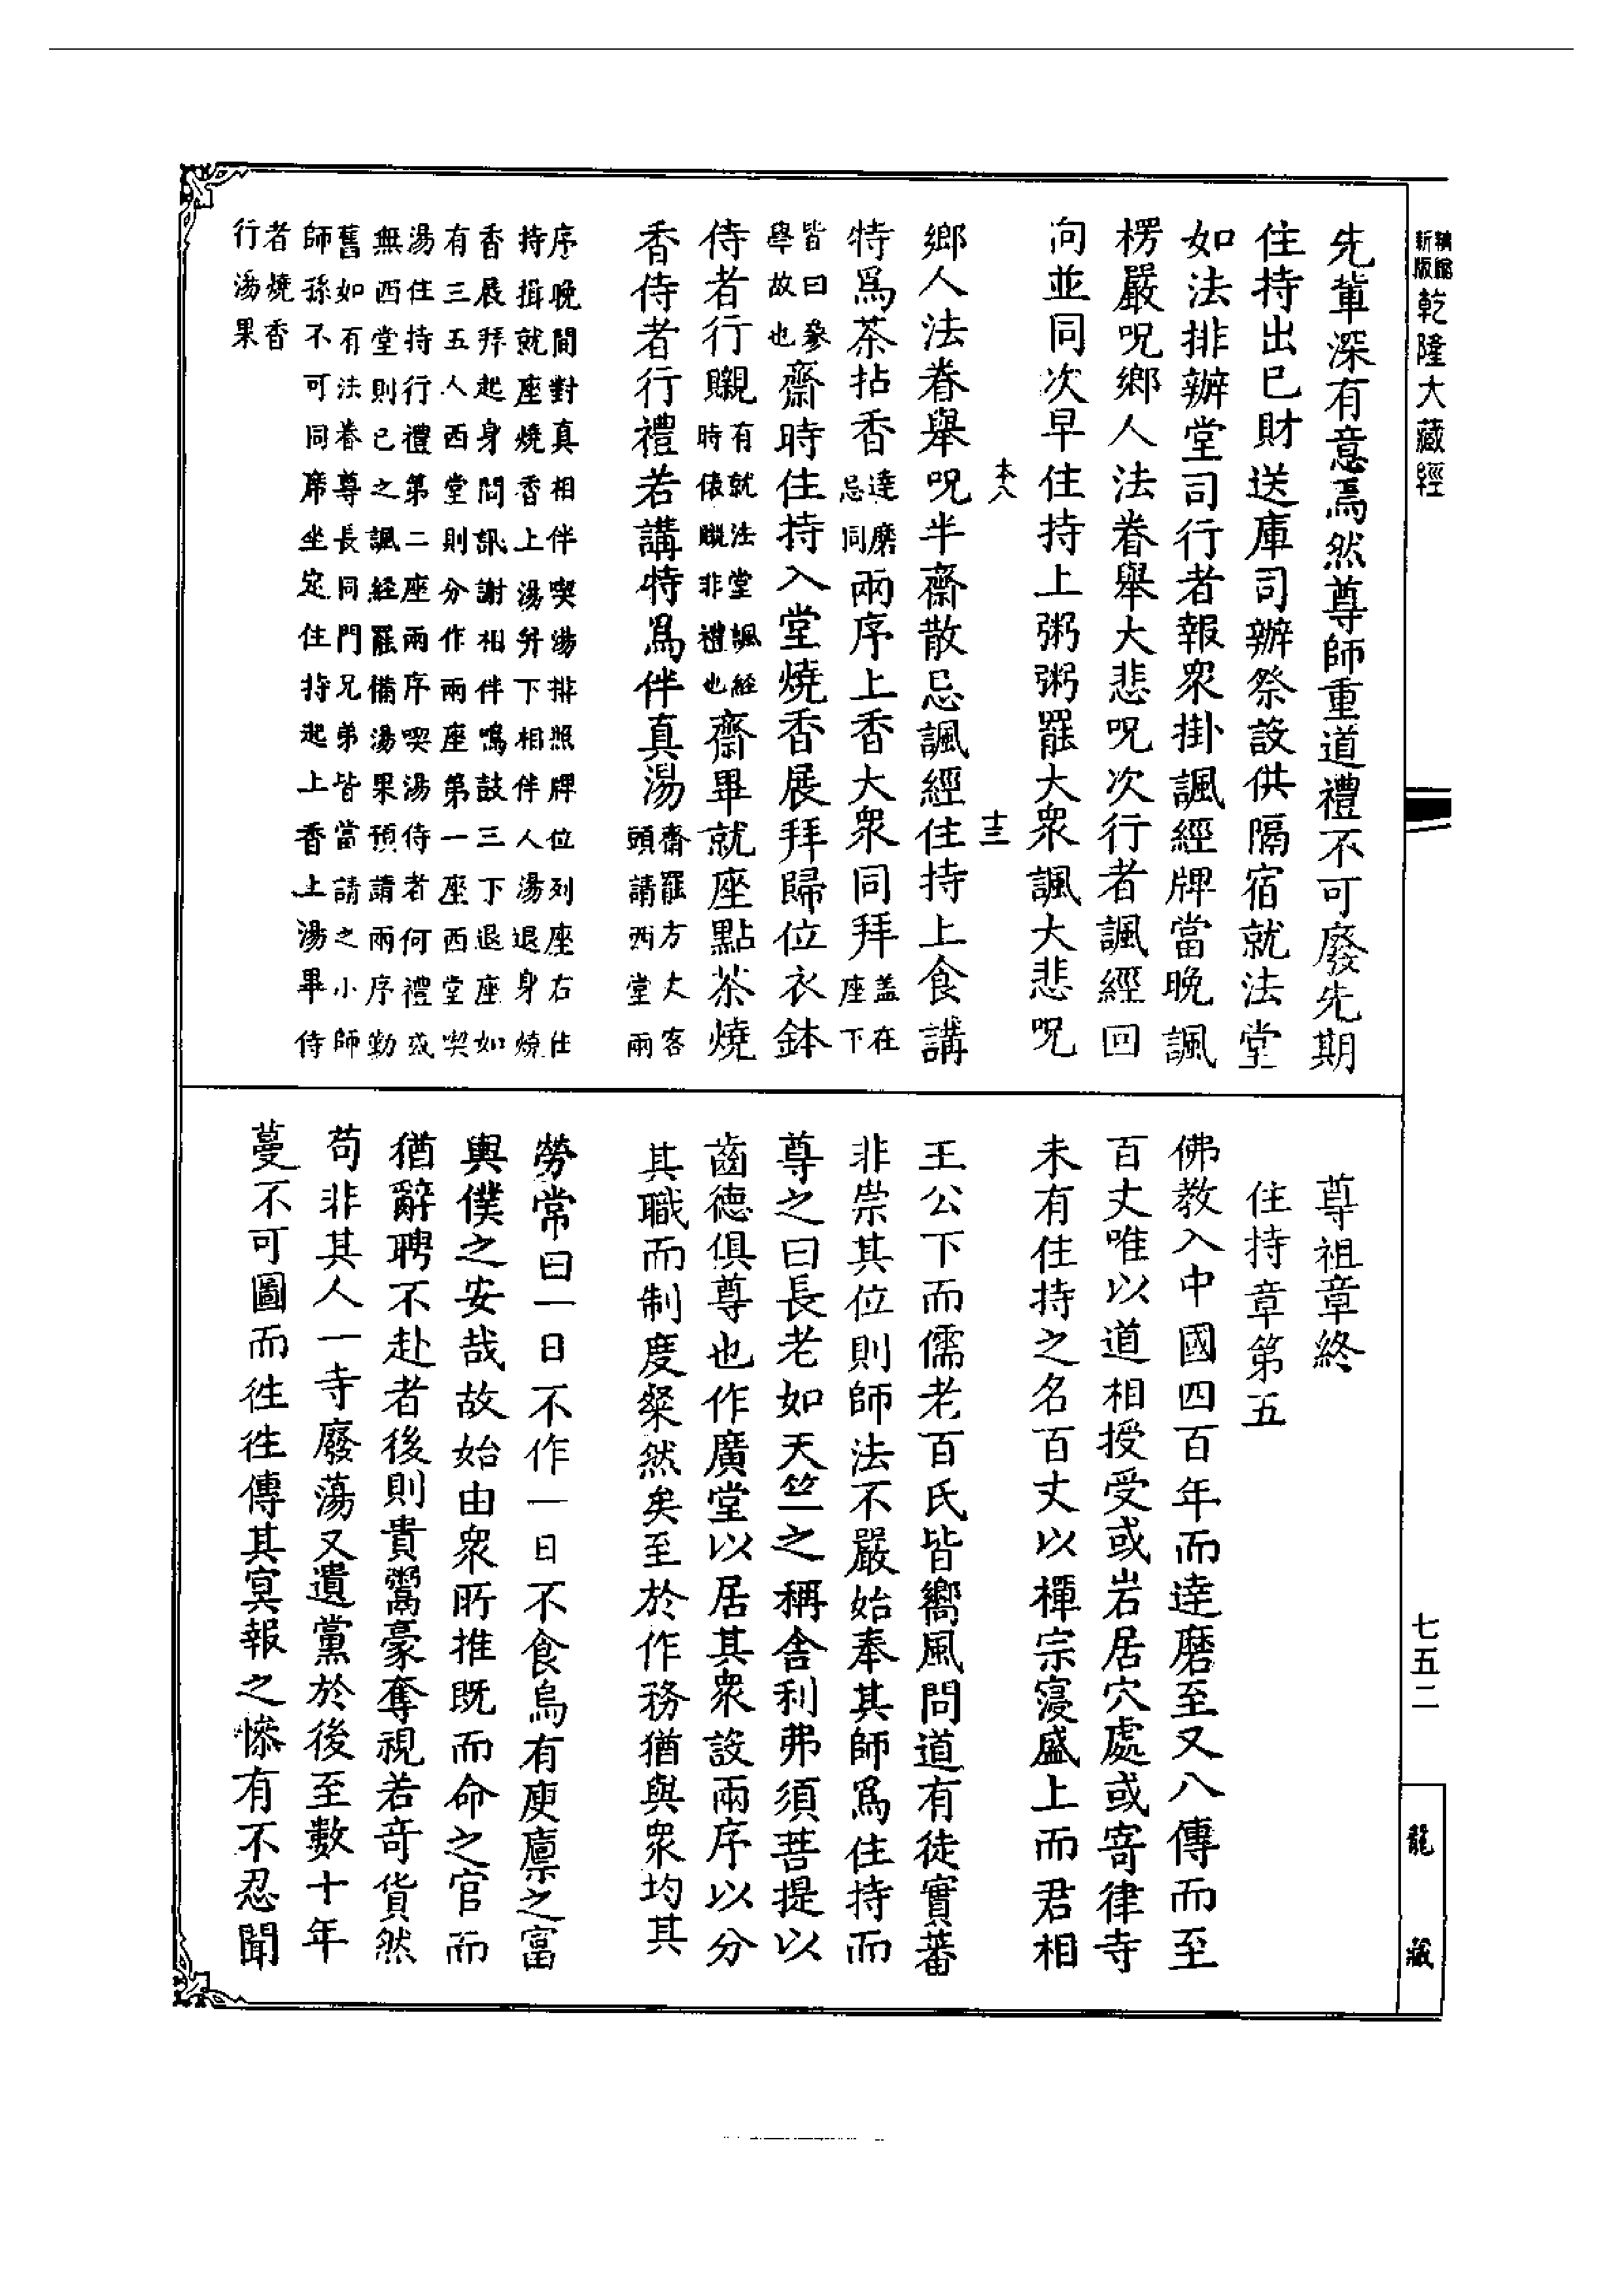 精縮新版乾隆大藏經
先輩深有意焉然尊師重道禮不可廢先期
住持出已財送庫司辦祭設供隔宿就法堂
如法排辦堂司行者報衆掛諷經牌當晩諷
楞嚴呪鄉人法眷舉大悲呪次行者諷經回
向並同次早住持上粥粥罷大衆諷大悲呪
本八
十三
鄉人法眷舉呪半齋散忌諷經住持上食講
特爲茶拈香達磨忌同兩序上香大衆同拜蓋在座下
皆曰參學故也齋時住持入堂燒香展拜歸位衣鉢
侍者行嚫有就法堂諷經時俵嚫非禮也齋畢就座點茶燒
香侍者行禮若講特爲伴真湯齋罷方丈客頭請西堂兩
序晚間對真相伴喫湯排照牌位列座右住
持揖就座燒香上湯并下相伴人湯退身燒
香展拜起身問訊謝相伴鳴鼓三下退座如
有三五人西堂則分作兩座第一座西堂喫
湯住持行禮第二座兩序喫湯侍者何禮或
無西堂則已之諷經罷備湯果預請兩序勤
舊如有法眷尊長同門兄弟皆當請之小師
師孫不可同席坐定住持起上香上湯畢侍
者燒香
行湯果
尊祖章終
住持章第五
佛教入中國四百年而達磨至又八傳而至
百丈唯以道相授受或岩居穴處或寄律寺
未有住持之名百丈以禪宗寖盛上而君相
王公下而儒老百氏皆嚮風問道有徒實蕃
非崇其位則師法不嚴始奉其師爲住持而
尊之曰長老如天竺之稱舍利弗須菩提以
齒德俱尊也作廣堂以居其衆設兩序以分
其職而制度粲然矣至於作務猶與衆均其
勞常曰一日不作一日不食烏有庾廩之富
輿僕之安哉故始由衆所推既而命之官而
猶辭聘不赴者後則貴鬻豪奪視若奇貨然
苟非其人一寺廢蕩又遺黨於後至數十年
蔓不可圖而徃徃傳其冥報之慘有不忍聞
七五二
龍藏